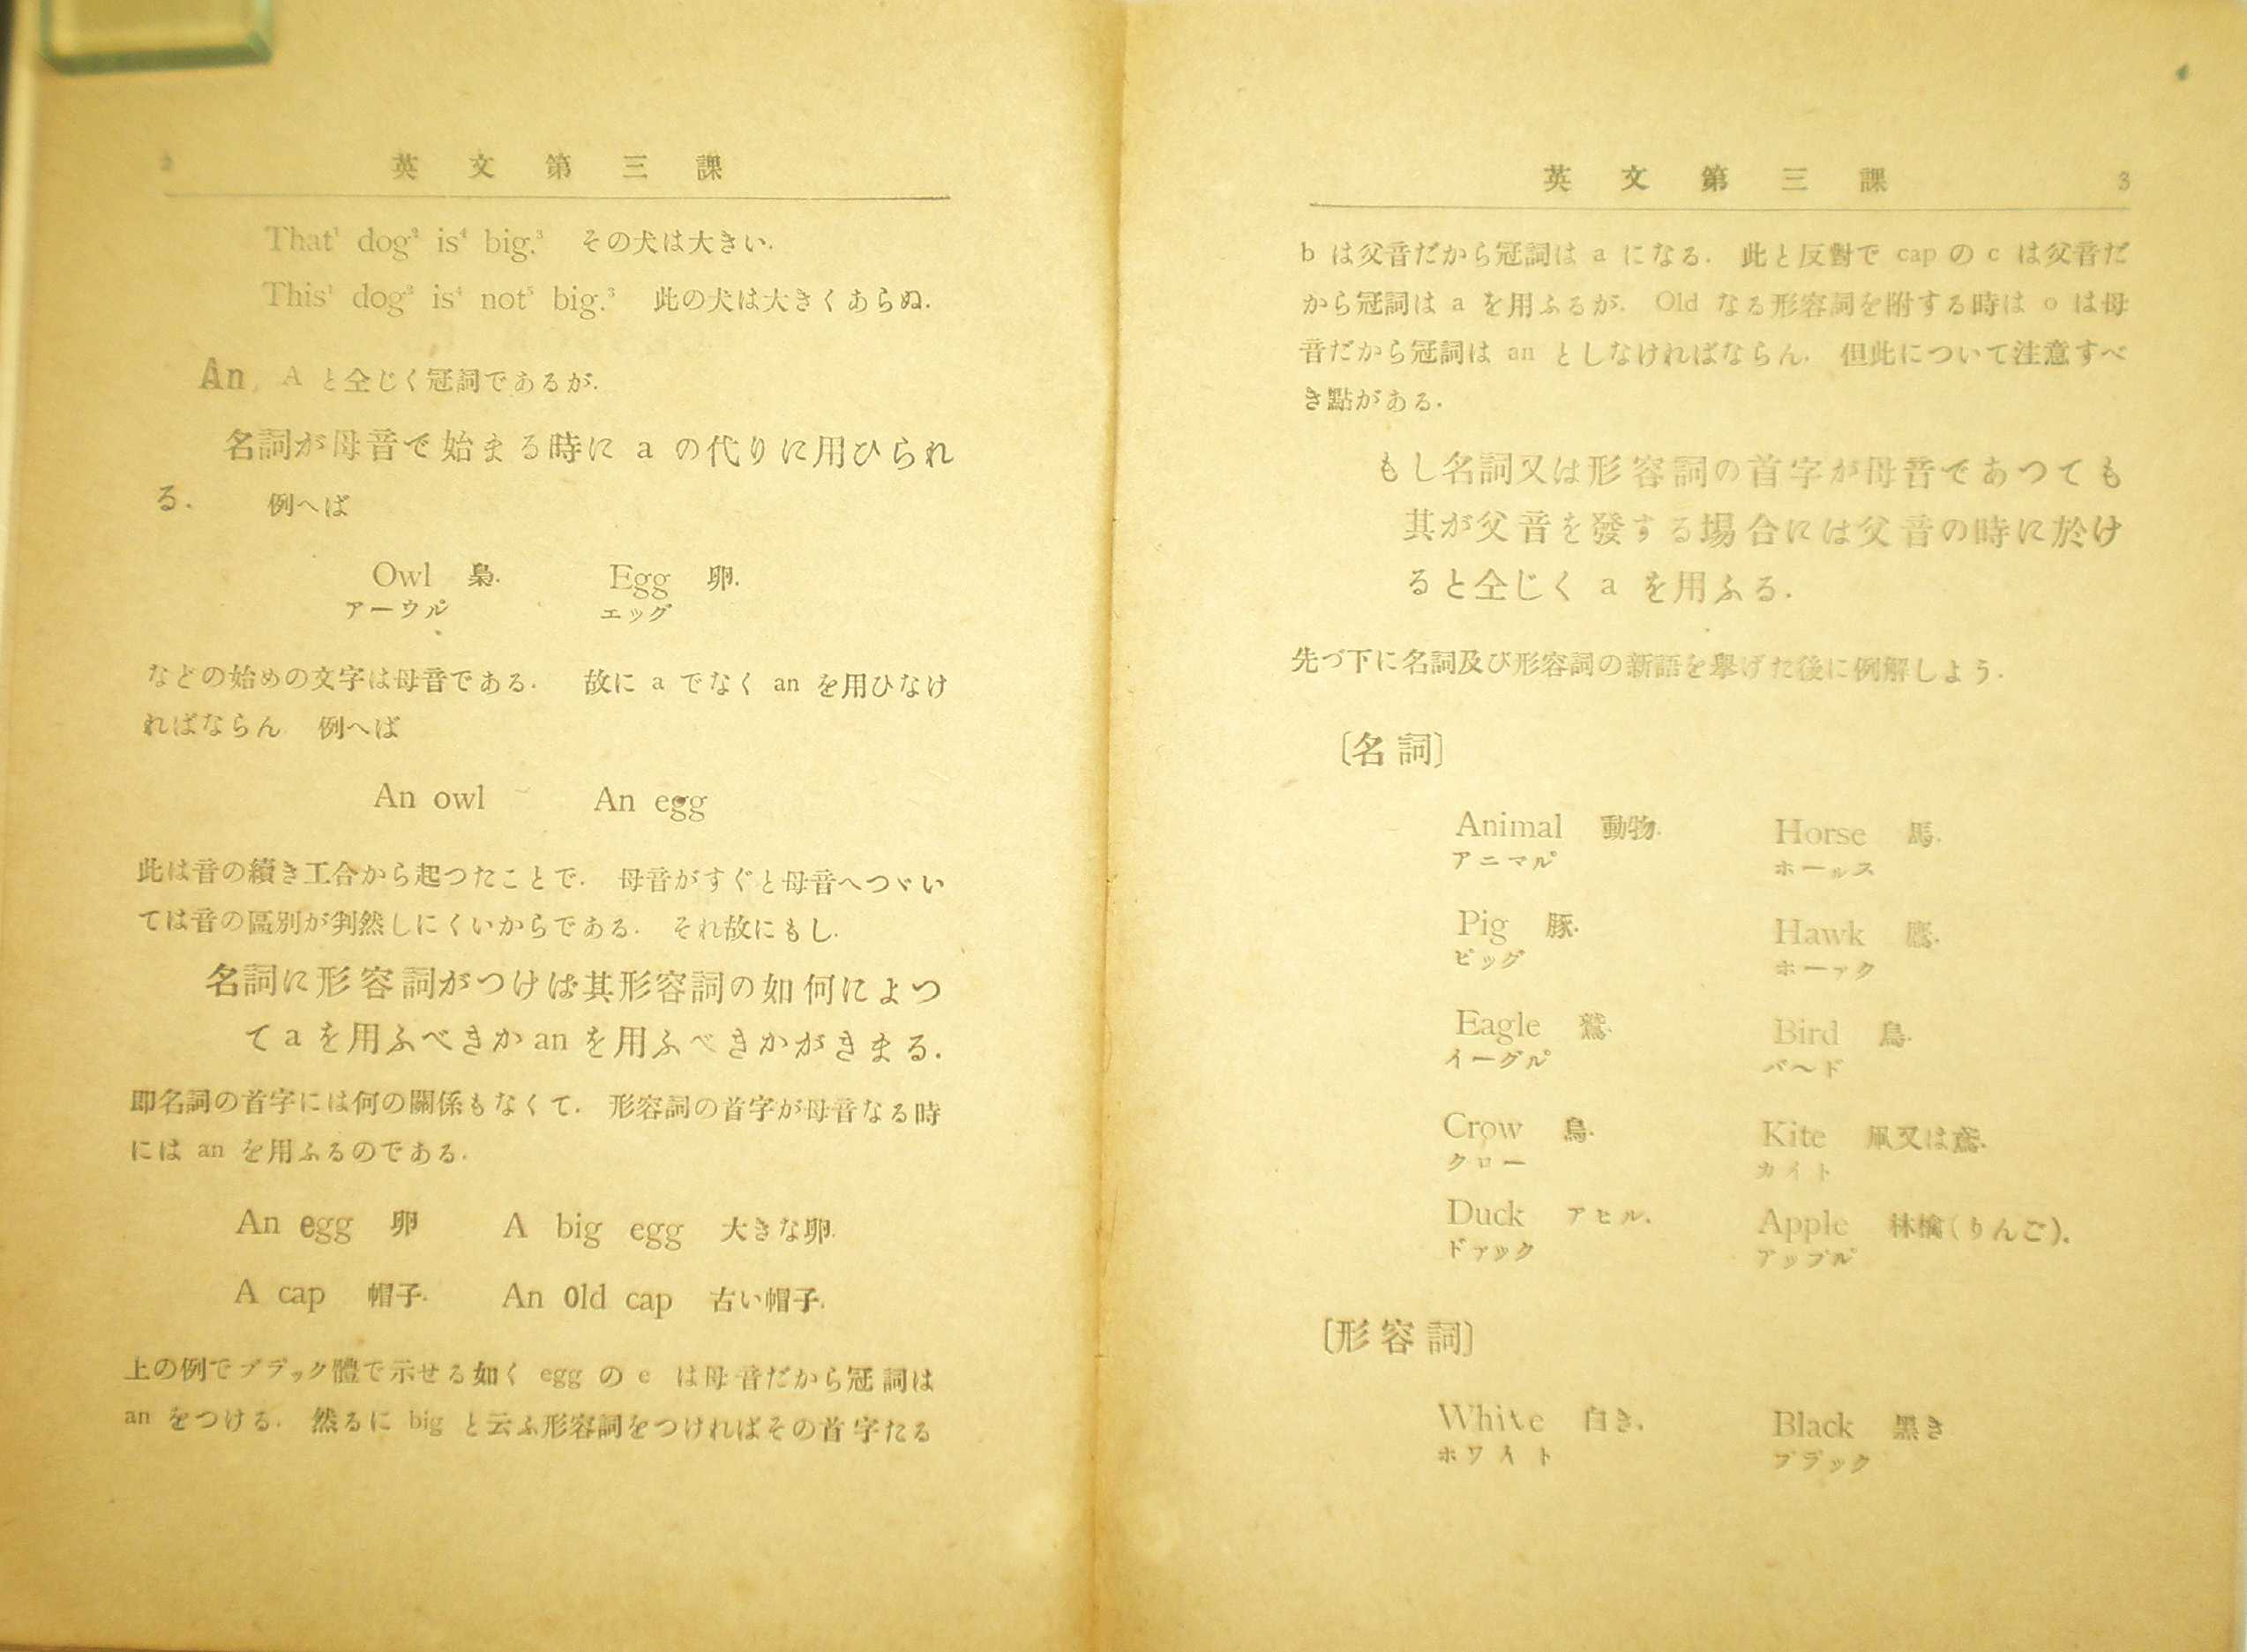 2
英文第三課
That¹ dog² is⁴ big.³ その犬は大きい.
This¹ dog² is⁴ not⁵ big.³ 此の犬は大きくあらぬ.
An, A と仝じく冠詞であるが.
名詞が母音で始まる時に a の代りに用ひられ
る. 例へば
Owl 梟. Egg 卵.
アーウル エッグ
などの始めの文字は母音である. 故に a でなく an を用ひなけ
ればならん 例へば
An owl An egg
此は音の續き工合から起つたことで. 母音がすぐと母音へつゞい
ては音の區別が判然しにくいからである. それ故にもし.
名詞に形容詞がつけば其形容詞の如何によつ
て a を用ふべきか an を用ふべきかがきまる.
即名詞の首字には何の關係もなくて. 形容詞の首字が母音なる時
には an を用ふるのである.
An egg 卵 A big egg 大きな卵.
A cap 帽子. An old cap 古い帽子.
上の例でブラック體で示せる如く egg の e は母音だから冠詞は
an をつける. 然るに big と云ふ形容詞をつければその首字たる
英文第三課
3
b は父音だから冠詞は a になる. 此と反對で cap の c は父音だ
から冠詞は a を用ふるが. Old なる形容詞を附する時は o は母
音だから冠詞は an としなければならん. 但此について注意すべ
き點がある.
もし名詞又は形容詞の首字が母音であつても
其が父音を發する場合には父音の時に於け
ると仝じく a を用ふる.
先づ下に名詞及び形容詞の新語を擧げた後に例解しよう.
〔名詞〕
Animal 動物. Horse 馬.
アニマル ホールス
Pig 豚. Hawk 鷹.
ピッグ ホーァク
Eagle 鷲. Bird 鳥.
イーグル バ〜ド
Crow 烏. Kite 凧又は鳶.
クロー カイト
Duck アヒル. Apple 林檎(りんご).
ドァック アップル
〔形容詞〕
White 白き. Black 黒き
ホワイト ブラック